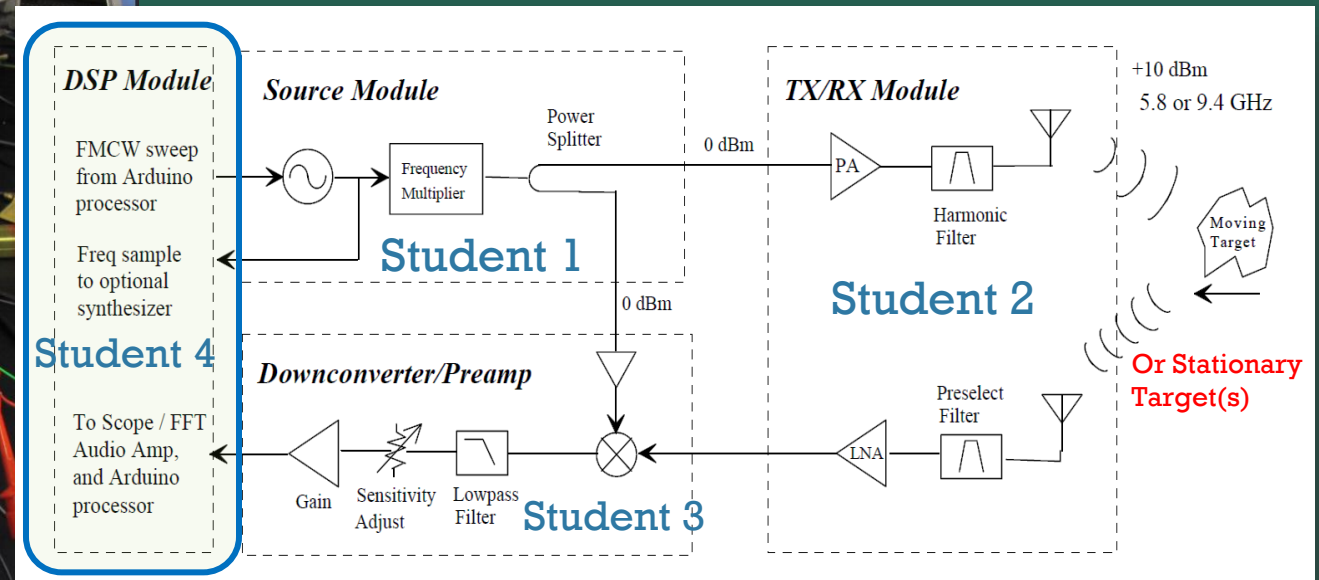 DSP Module
FMCW sweep
from Arduino
processor
Freq sample
to optional
synthesizer
Student 4
To Scope / FFT
Audio Amp,
and Arduino
processor
Source Module
Frequency
Multiplier
Power
Splitter
Student 1
0 dBm
0 dBm
Downconverter/Preamp
Gain
Sensitivity
Adjust
Lowpass
Filter
Student 3
TX/RX Module
PA
Harmonic
Filter
Student 2
Preselect
Filter
LNA
+10 dBm
5.8 or 9.4 GHz
Moving
Target
Or Stationary
Target(s)